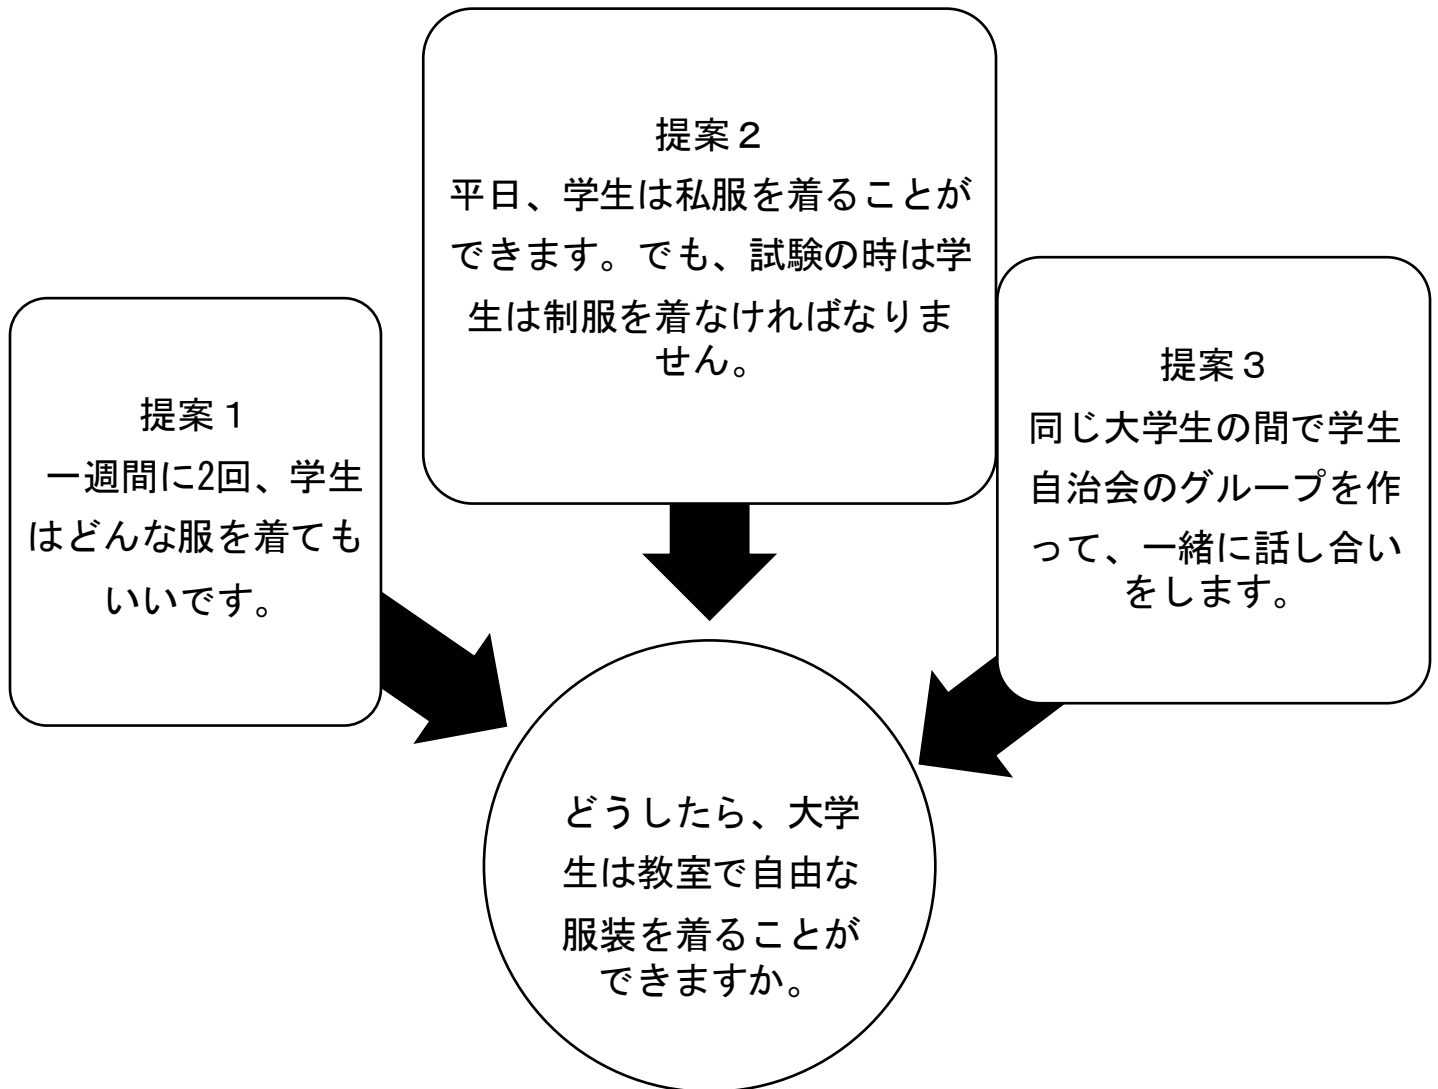 提案１
一週間に2回、学生
はどんな服を着ても
いいです。
提案２
平日、学生は私服を着ることが
できます。でも、試験の時は学
生は制服を着なければなりま
せん。
提案３
同じ大学生の間で学生
自治会のグループを作
って、一緒に話し合い
をします。
どうしたら、大学
生は教室で自由な
服装を着ることが
できますか。